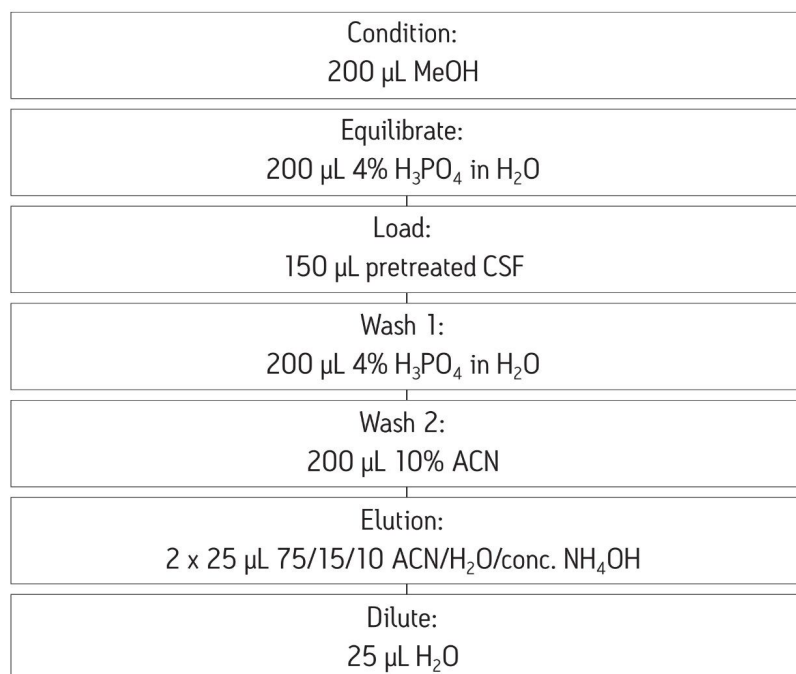 Condition:
200 µL MeOH
Equilibrate:
200 µL 4% H₃PO₄ in H₂O
Load:
150 µL pretreated CSF
Wash 1:
200 µL 4% H₃PO₄ in H₂O
Wash 2:
200 µL 10% ACN
Elution:
2 x 25 µL 75/15/10 ACN/H₂O/conc. NH₄OH
Dilute:
25 µL H₂O